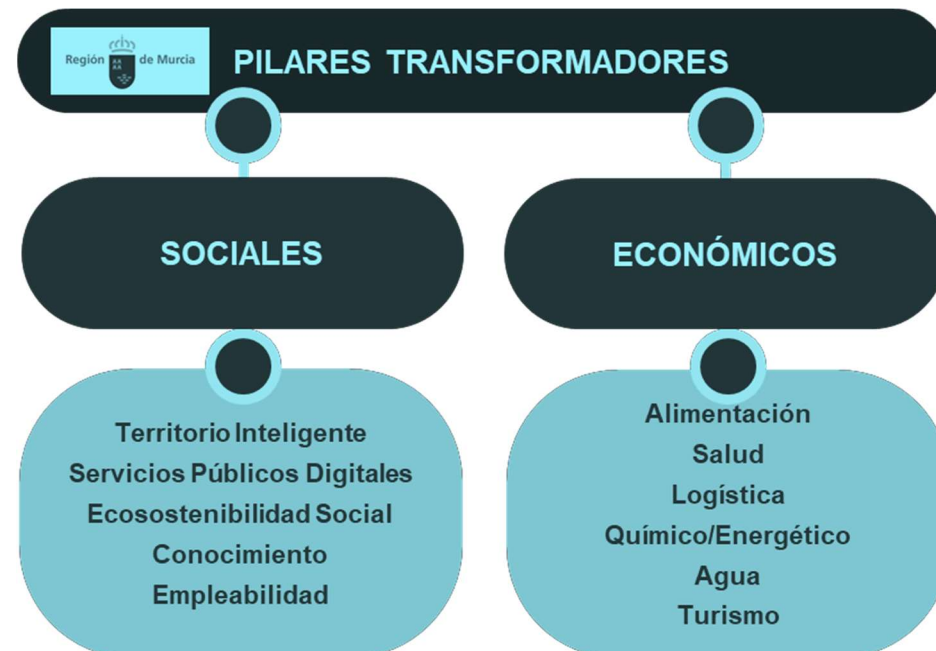 Región de Murcia
PILARES TRANSFORMADORES
SOCIALES
Territorio Inteligente
Servicios Públicos Digitales
Ecosostenibilidad Social
Conocimiento
Empleabilidad
ECONÓMICOS
Alimentación
Salud
Logística
Químico/Energético
Agua
Turismo